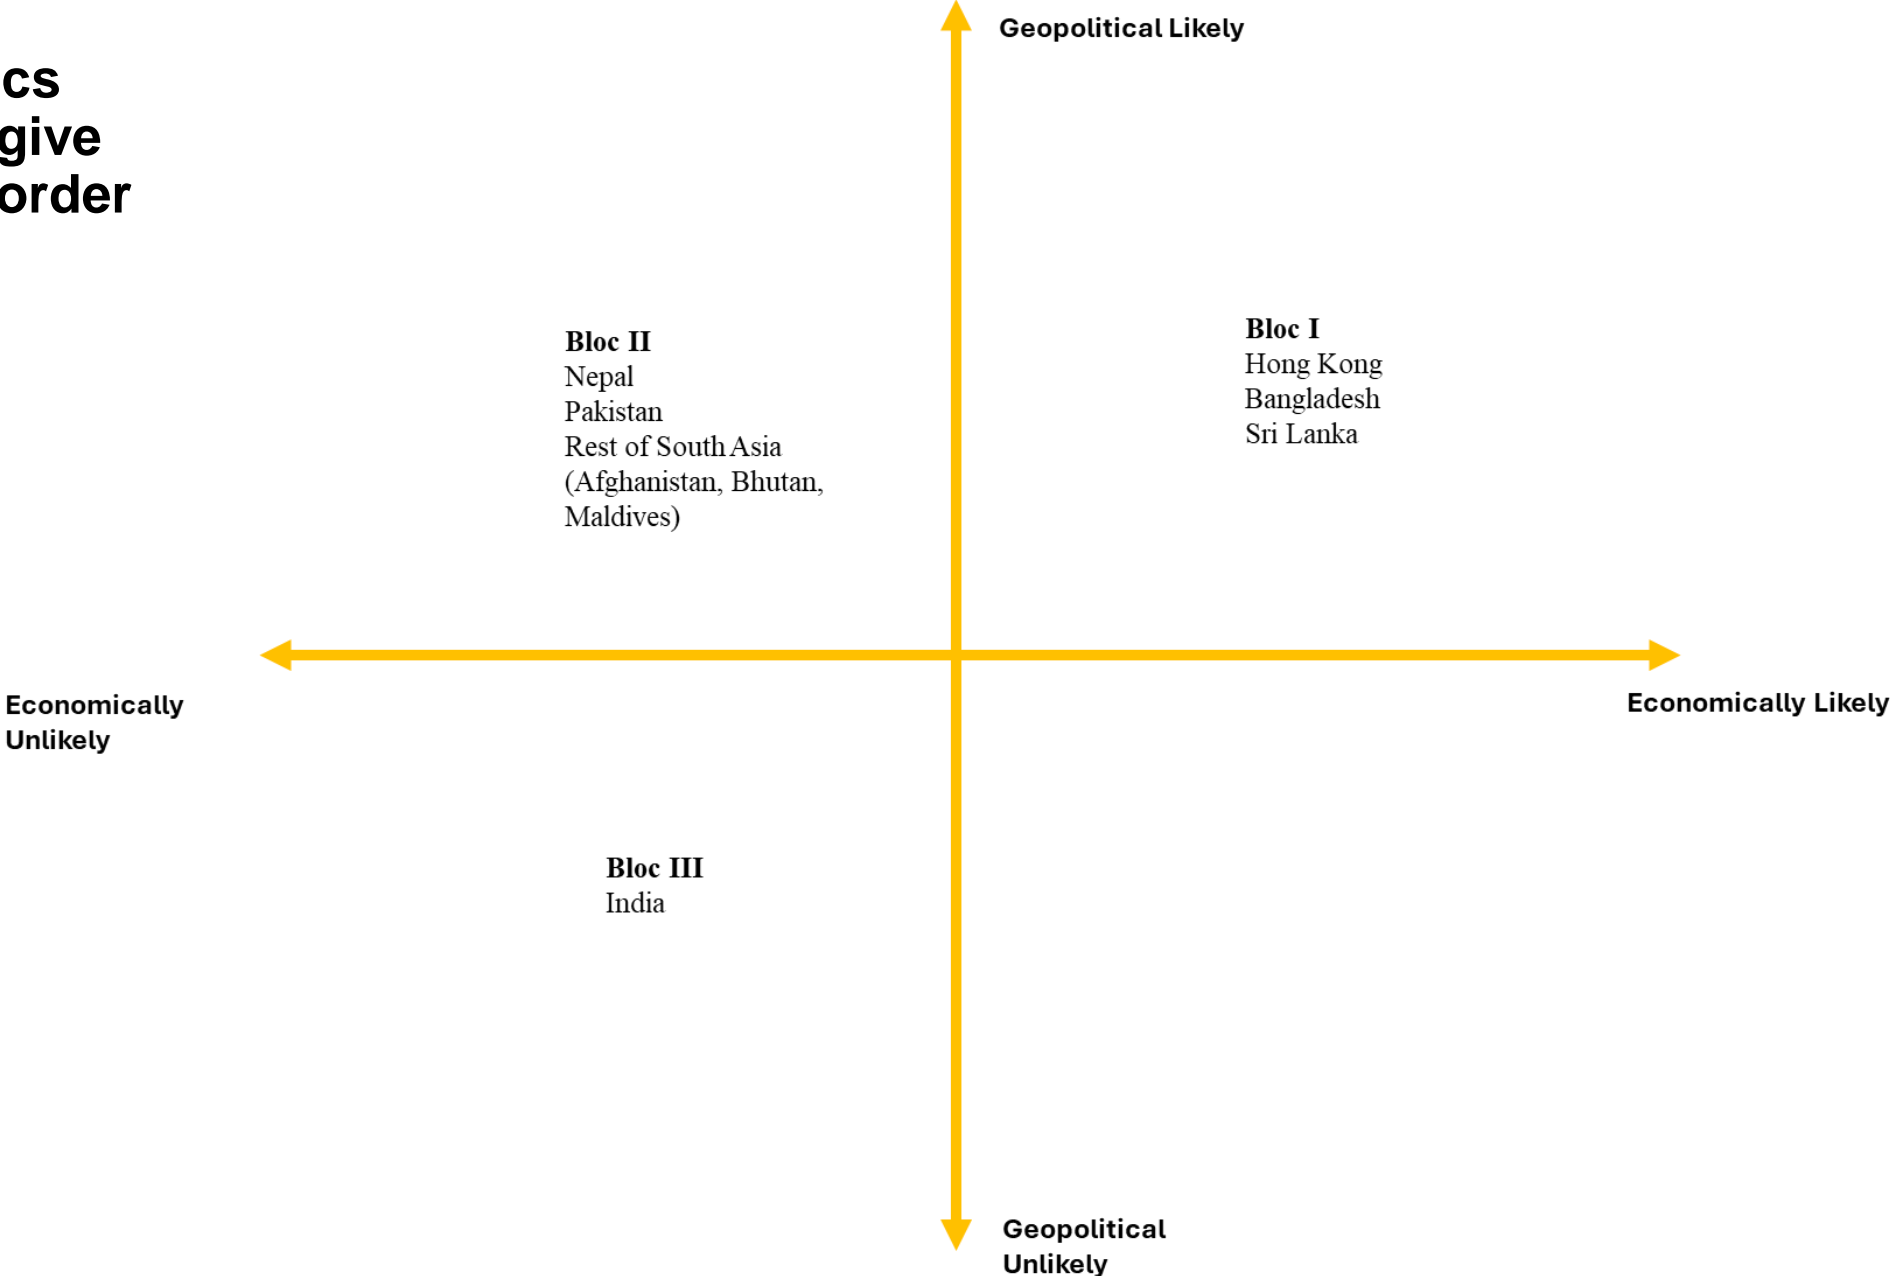 cs
give
order
Geopolitical Likely
Bloc II
Nepal
Pakistan
Rest of South Asia
(Afghanistan, Bhutan,
Maldives)
Bloc I
Hong Kong
Bangladesh
Sri Lanka
Economically
Unlikely
Economically Likely
Bloc III
India
Geopolitical
Unlikely